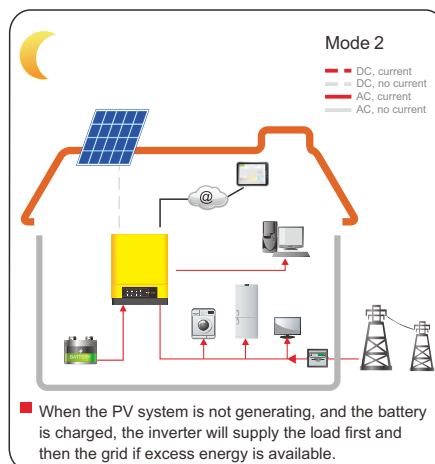 Mode 2
DC, current
DC, no current
AC, current
AC, no current
@
BATTERY
When the PV system is not generating, and the battery
is charged, the inverter will supply the load first and
then the grid if excess energy is available.